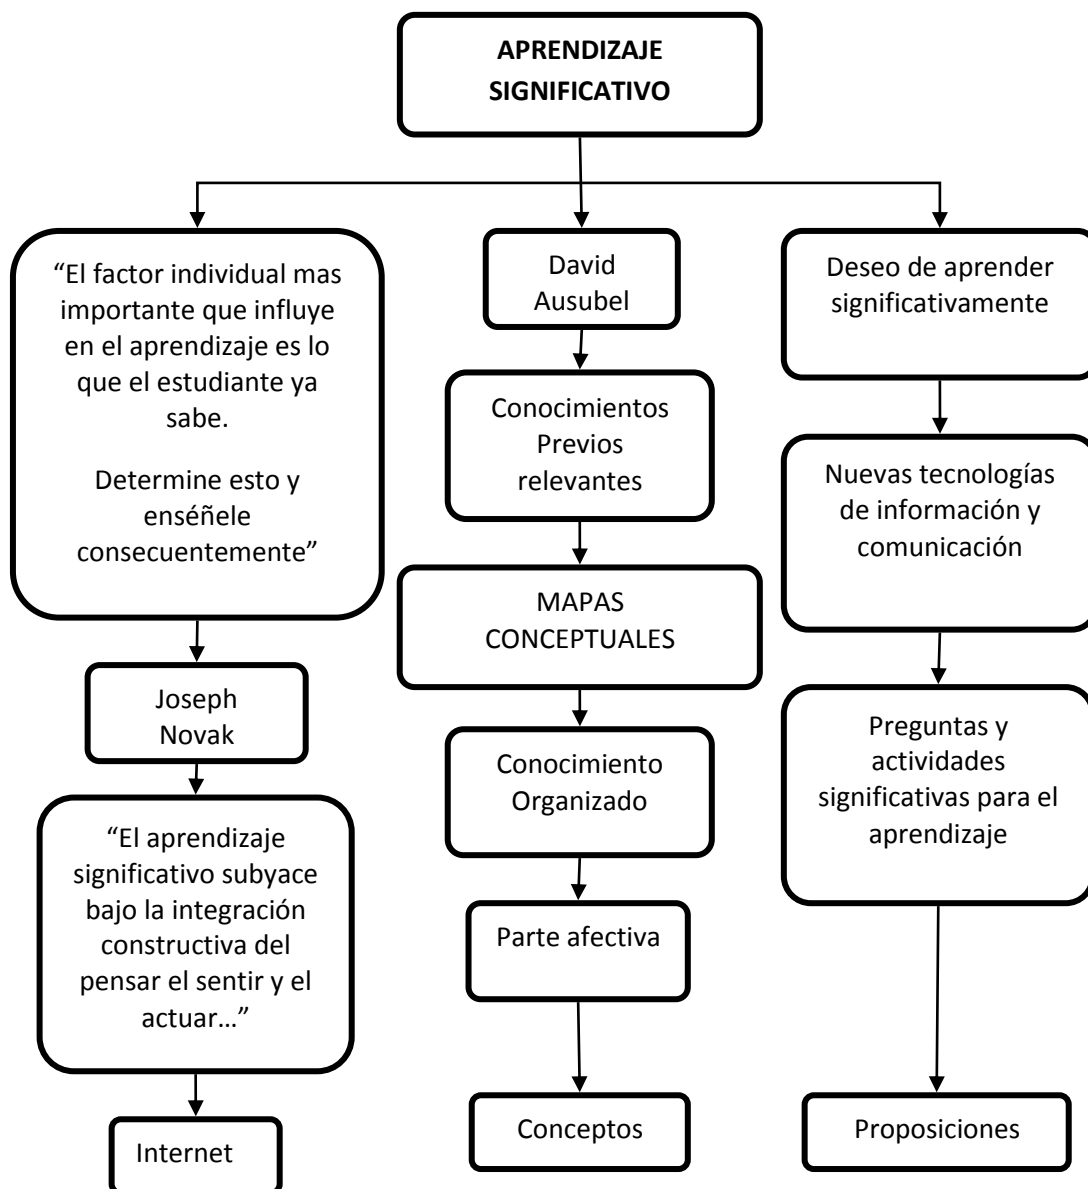 APRENDIZAJE
SIGNIFICATIVO
“El factor individual mas
importante que influye
en el aprendizaje es lo
que el estudiante ya
sabe.
Determine esto y
enséñele
consecuentemente”
Joseph
Novak
“El aprendizaje
significativo subyace
bajo la integración
constructiva del
pensar el sentir y el
actuar…”
Internet
David
Ausubel
Conocimientos
Previos
relevantes
MAPAS
CONCEPTUALES
Conocimiento
Organizado
Parte afectiva
Conceptos
Deseo de aprender
significativamente
Nuevas tecnologías
de información y
comunicación
Preguntas y
actividades
significativas para el
aprendizaje
Proposiciones